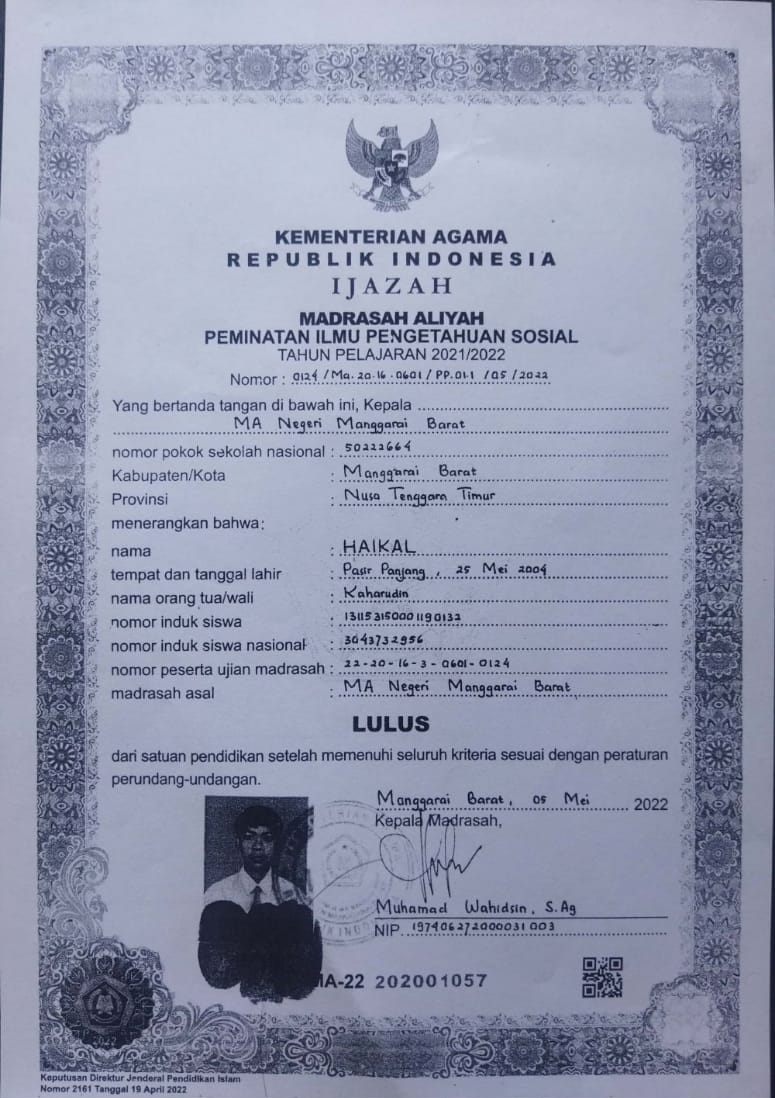 KEMENTERIAN AGAMA
REPUBLIK INDONESIA
IJAZAH
MADRASAH ALIYAH
PEMINATAN ILMU PENGETAHUAN SOSIAL
TAHUN PELAJARAN 2021/2022
Nomor : 0124 / Ma. 20. 16. 0601 / PP. 01.1 / 05 / 2022
Yang bertanda tangan di bawah ini, Kepala
MA Negeri Manggarai Barat
nomor pokok sekolah nasional : 50222664
Kabupaten/Kota : Manggarai Barat
Provinsi : Nusa Tenggara Timur
menerangkan bahwa:
nama : HAIKAL
tempat dan tanggal lahir : Pasir Panjang, 25 Mei 2004
nama orang tua/wali : Kaharudin
nomor induk siswa : 131153150001190132
nomor induk siswa nasional : 3043732956
nomor peserta ujian madrasah : 22-20-16-3-0601-0124
madrasah asal : MA Negeri Manggarai Barat
LULUS
dari satuan pendidikan setelah memenuhi seluruh kriteria sesuai dengan peraturan
perundang-undangan.
Manggarai Barat, 05 Mei 2022
Kepala Madrasah,
Muhamad Wahidsin, S.Ag
NIP. 197406272000031003
MA-22 202001057
2022
Keputusan Direktur Jenderal Pendidikan Islam
Nomor 2161 Tanggal 19 April 2022